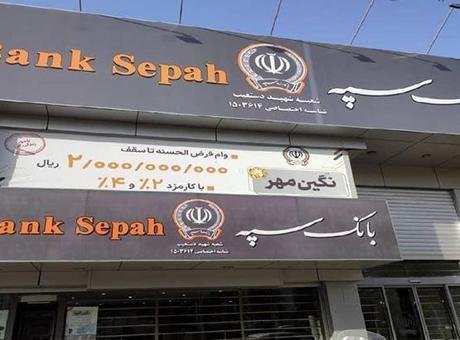 Bank Sepah
بانک سپه
شعبه شهید دستغیب
شناسه اختصاصی ۱۵۰۳۶۱۴
وام قرض الحسنه تا سقف
۲/۰۰۰/۰۰۰/۰۰۰ ریال
با کارمزد ۲٪ و ۴٪
نگین مهر
Bank Sepah
بانک سپه
شعبه شهید دستغیب
شناسه اختصاصی ۱۵۰۳۶۱۴